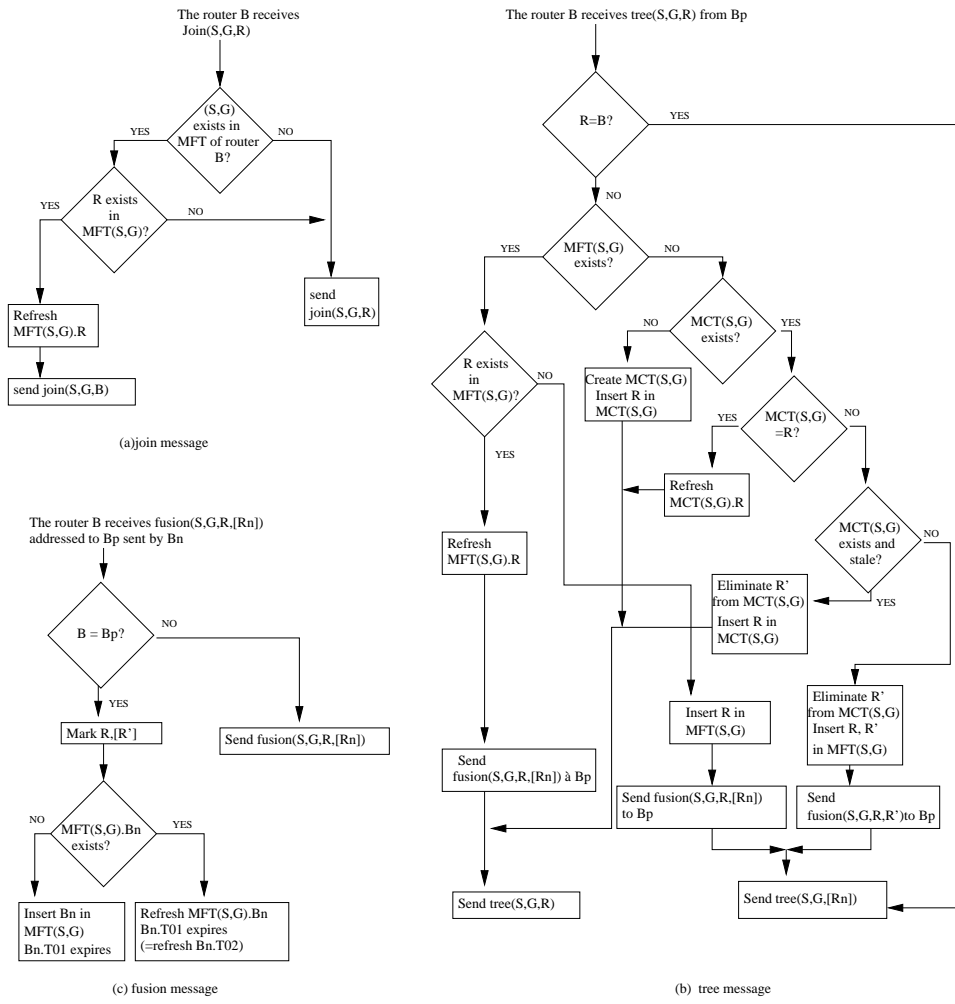 The router B receives
Join(S,G,R)
(S,G)
exists in
MFT of router
B?
YES
NO
R exists
in
MFT(S,G)?
YES
NO
Refresh
MFT(S,G).R
send
join(S,G,R)
send join(S,G,B)
(a)join message
The router B receives fusion(S,G,R,[Rn])
addressed to Bp sent by Bn
B = Bp?
NO
YES
Mark R,[R']
Send fusion(S,G,R,[Rn])
MFT(S,G).Bn
exists?
NO
YES
Insert Bn in
MFT(S,G)
Bn.T01 expires
Refresh MFT(S,G).Bn
Bn.T01 expires
(=refresh Bn.T02)
(c) fusion message
The router B receives tree(S,G,R) from Bp
R=B?
YES
NO
MFT(S,G)
exists?
YES
NO
MCT(S,G)
exists?
NO
YES
R exists
in
MFT(S,G)?
NO
YES
Create MCT(S,G)
Insert R in
MCT(S,G)
MCT(S,G)
=R?
YES
NO
Refresh
MCT(S,G).R
MCT(S,G)
exists and
stale?
NO
YES
Refresh
MFT(S,G).R
Eliminate R'
from MCT(S,G)
Insert R in
MCT(S,G)
Insert R in
MFT(S,G)
Eliminate R'
from MCT(S,G)
Insert R, R'
in MFT(S,G)
Send
fusion(S,G,R,[Rn]) à Bp
Send fusion(S,G,R,[Rn])
to Bp
Send
fusion(S,G,R,R')to Bp
Send tree(S,G,R)
Send tree(S,G,[Rn])
(b) tree message